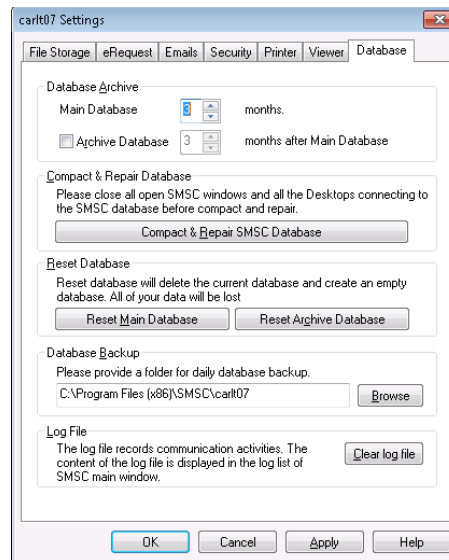 carlt07 Settings
File Storage eRequest Emails Security Printer Viewer Database
Database Archive
Main Database 3 months.
Archive Database 3 months after Main Database
Compact & Repair Database
Please close all open SMSC windows and all the Desktops connecting to
the SMSC database before compact and repair.
Compact & Repair SMSC Database
Reset Database
Reset database will delete the current database and create an empty
database. All of your data will be lost
Reset Main Database Reset Archive Database
Database Backup
Please provide a folder for daily database backup.
C:\Program Files (x86)\SMSC\carlt07 Browse
Log File
The log file records communication activities. The
content of the log file is displayed in the log list of
SMSC main window.
Clear log file
OK Cancel Apply Help